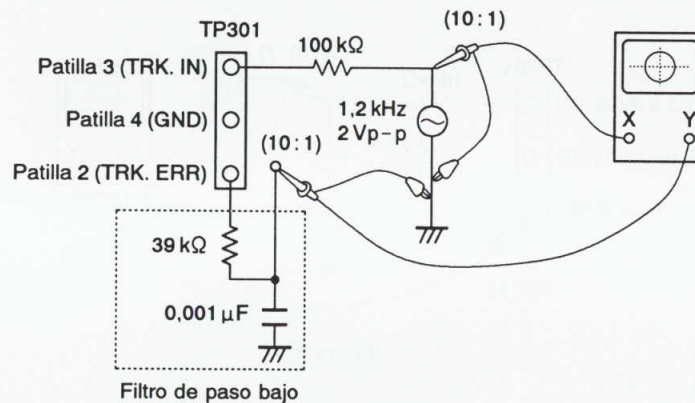 TP301
(10 : 1)
100 kΩ
Patilla 3 (TRK. IN)
Patilla 4 (GND)
1,2 kHz
2 Vp-p
X
Y
(10 : 1)
Patilla 2 (TRK. ERR)
39 kΩ
0,001 µF
Filtro de paso bajo